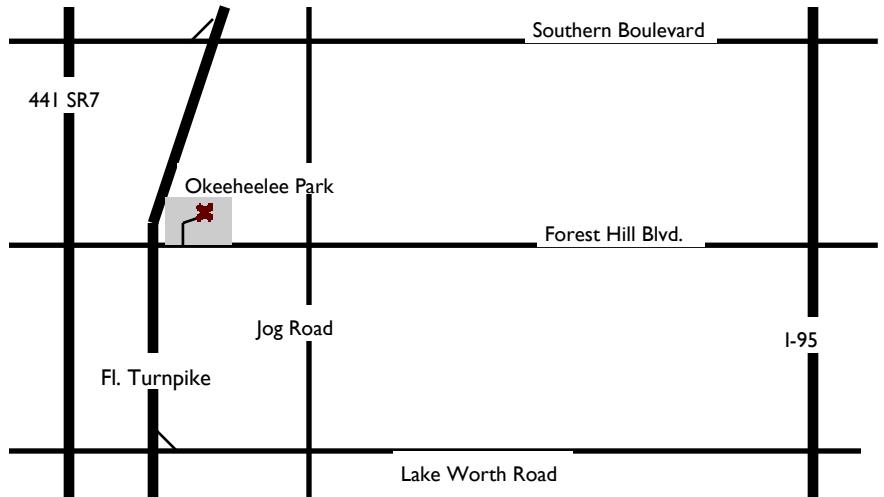 Southern Boulevard
441 SR7
Okeeheelee Park
Forest Hill Blvd.
Jog Road
I-95
Fl. Turnpike
Lake Worth Road